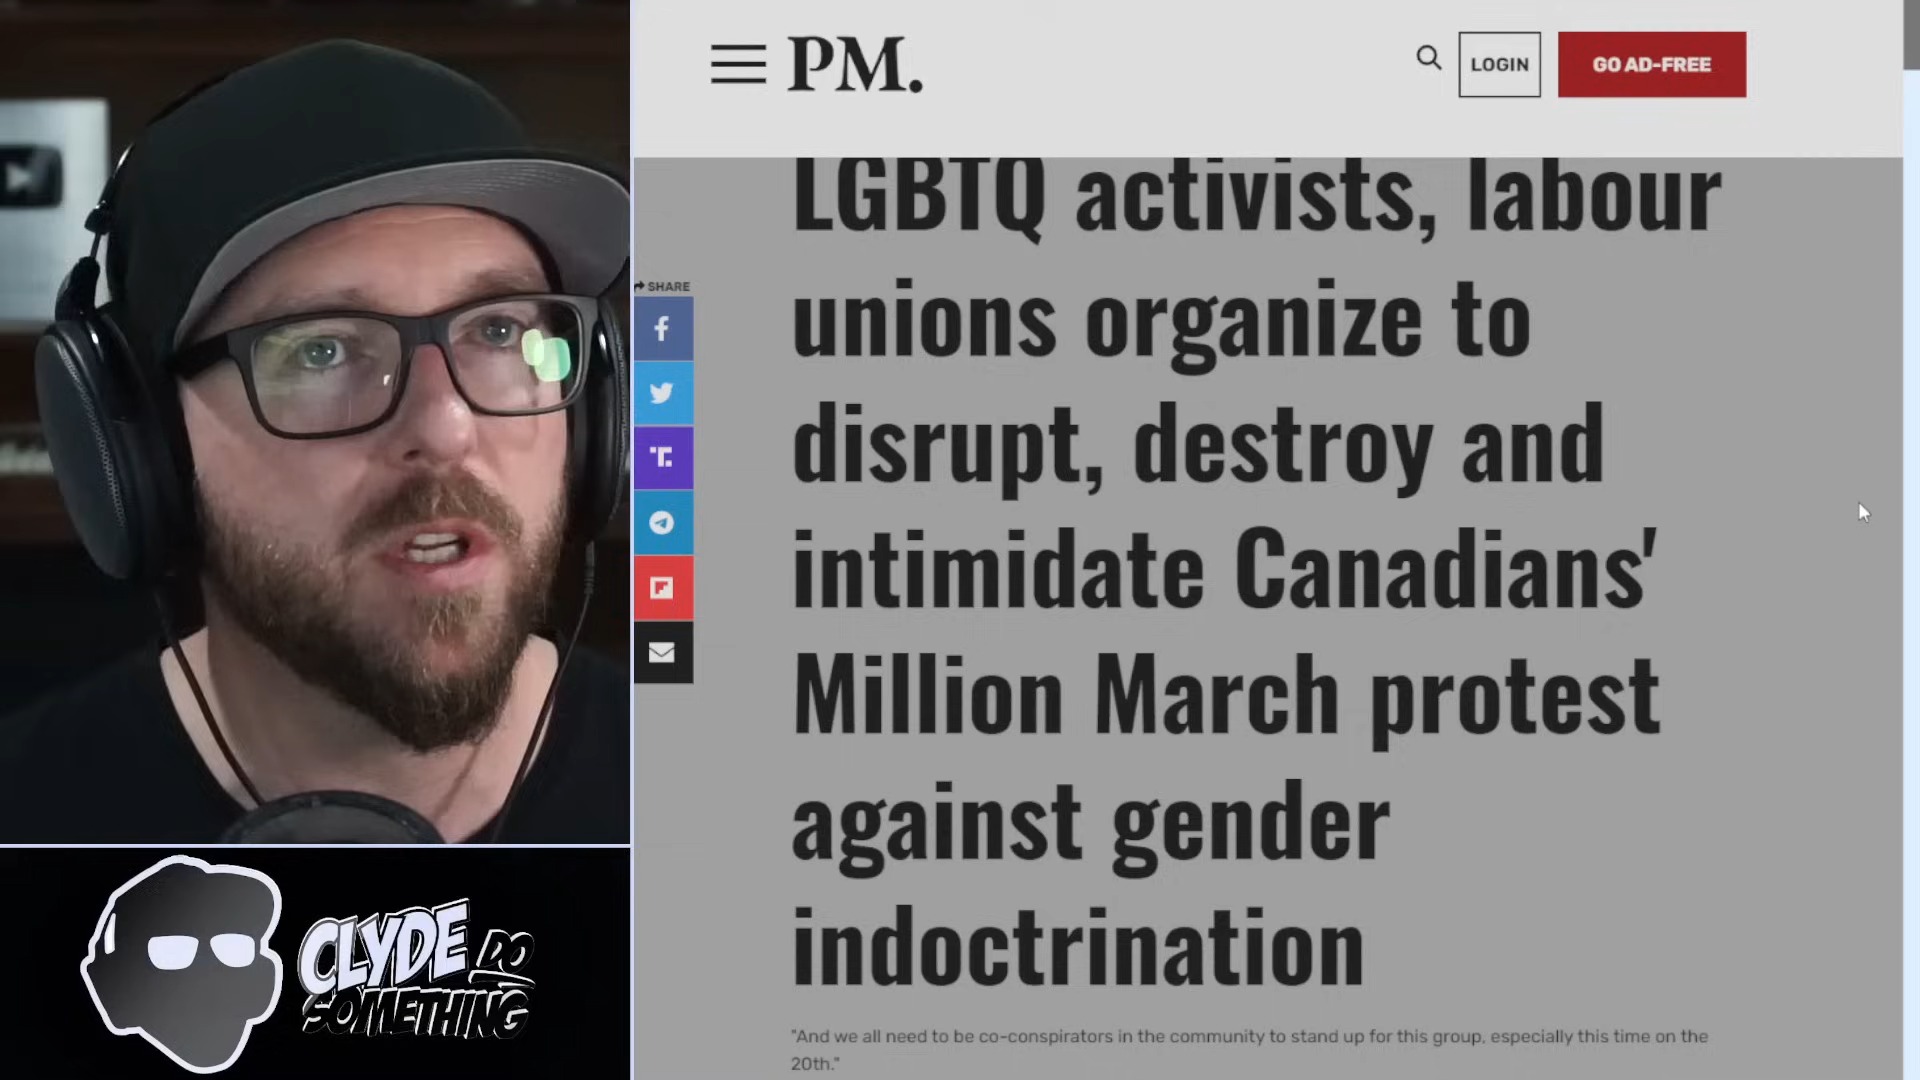 PM.
LOGIN
GO AD-FREE
SHARE
LGBTQ activists, labour
unions organize to
disrupt, destroy and
intimidate Canadians'
Million March protest
against gender
indoctrination
"And we all need to be co-conspirators in the community to stand up for this group, especially this time on the
20th."
CLYDE DO
SOMETHING